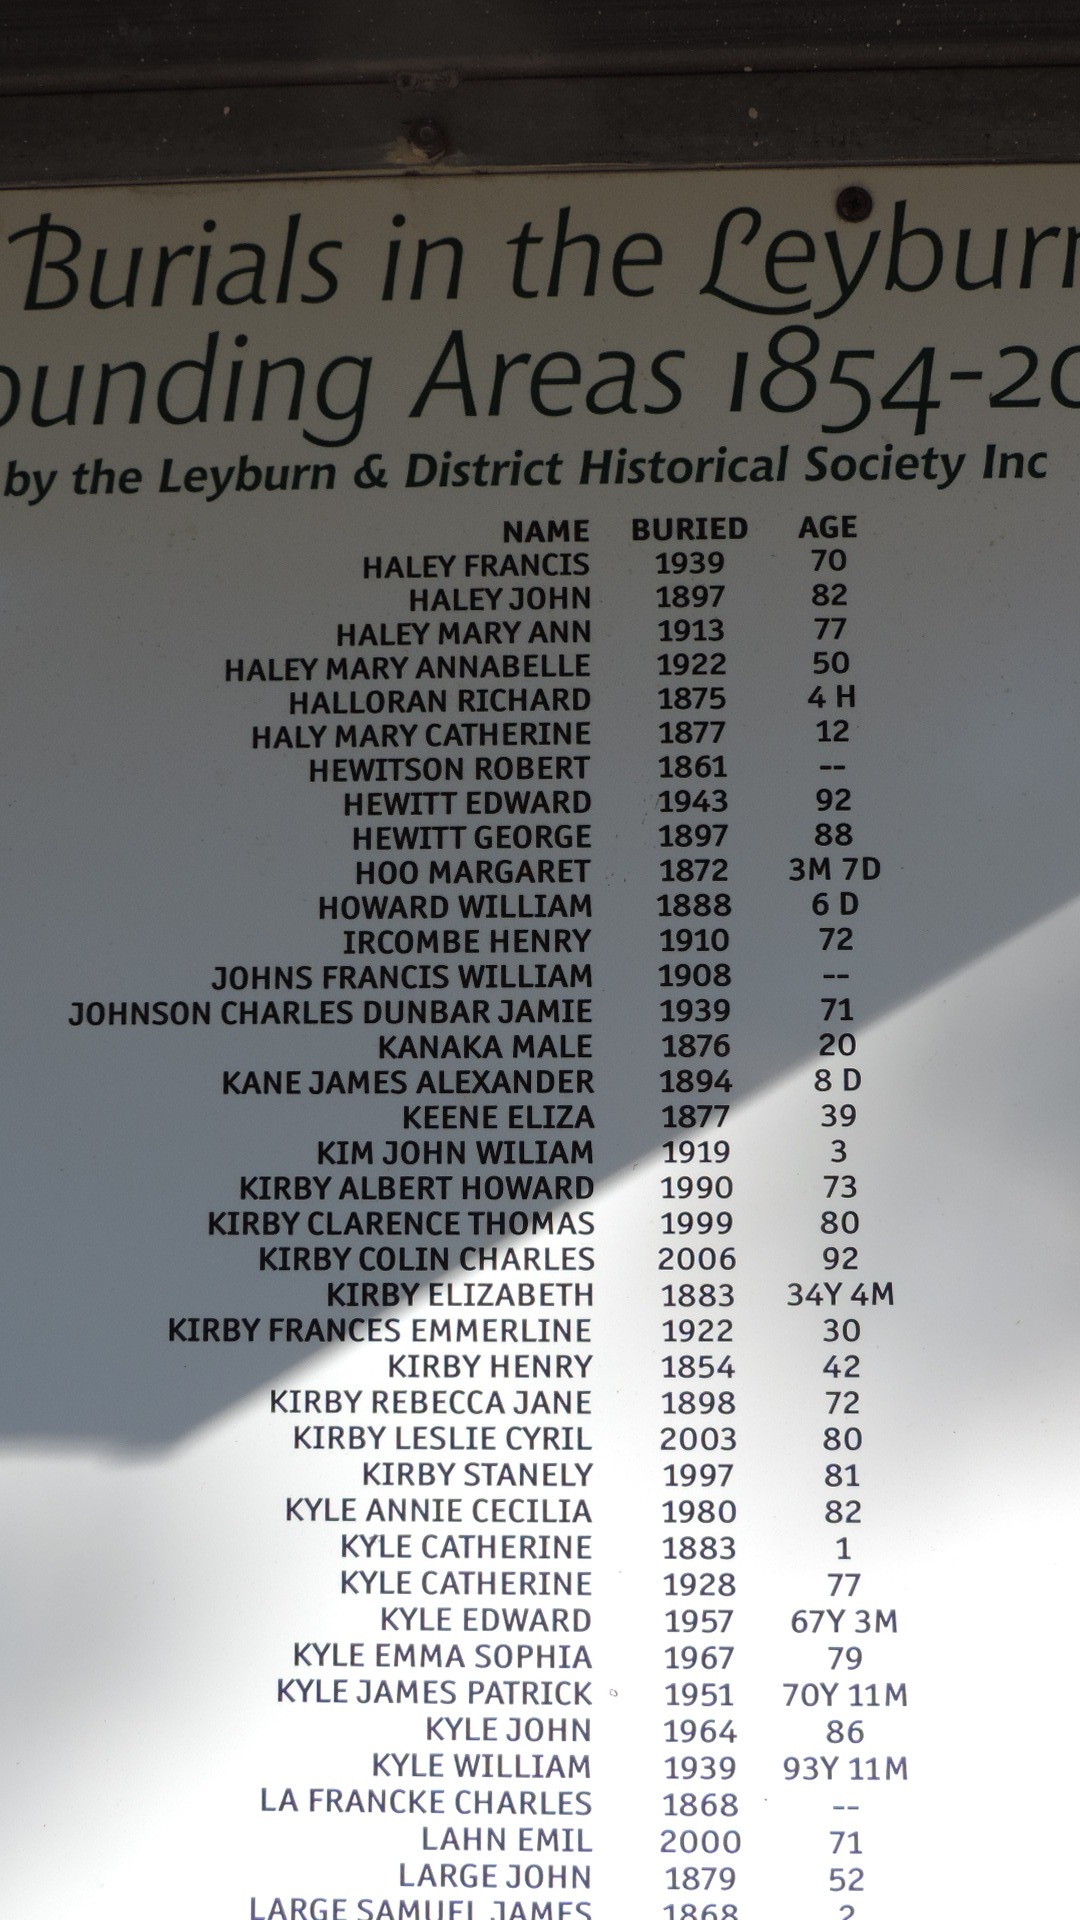 Burials in the Leyburn
ounding Areas 1854-20
by the Leyburn & District Historical Society Inc
NAME BURIED AGE
HALEY FRANCIS 1939 70
HALEY JOHN 1897 82
HALEY MARY ANN 1913 77
HALEY MARY ANNABELLE 1922 50
HALLORAN RICHARD 1875 4 H
HALY MARY CATHERINE 1877 12
HEWITSON ROBERT 1861 --
HEWITT EDWARD 1943 92
HEWITT GEORGE 1897 88
HOO MARGARET 1872 3M 7D
HOWARD WILLIAM 1888 6 D
IRCOMBE HENRY 1910 72
JOHNS FRANCIS WILLIAM 1908 --
JOHNSON CHARLES DUNBAR JAMIE 1939 71
KANAKA MALE 1876 20
KANE JAMES ALEXANDER 1894 8 D
KEENE ELIZA 1877 39
KIM JOHN WILIAM 1919 3
KIRBY ALBERT HOWARD 1990 73
KIRBY CLARENCE THOMAS 1999 80
KIRBY COLIN CHARLES 2006 92
KIRBY ELIZABETH 1883 34Y 4M
KIRBY FRANCES EMMERLINE 1922 30
KIRBY HENRY 1854 42
KIRBY REBECCA JANE 1898 72
KIRBY LESLIE CYRIL 2003 80
KIRBY STANELY 1997 81
KYLE ANNIE CECILIA 1980 82
KYLE CATHERINE 1883 1
KYLE CATHERINE 1928 77
KYLE EDWARD 1957 67Y 3M
KYLE EMMA SOPHIA 1967 79
KYLE JAMES PATRICK 1951 70Y 11M
KYLE JOHN 1964 86
KYLE WILLIAM 1939 93Y 11M
LA FRANCKE CHARLES 1868 --
LAHN EMIL 2000 71
LARGE JOHN 1879 52
LARGE SAMUEL JAMES 1868 2